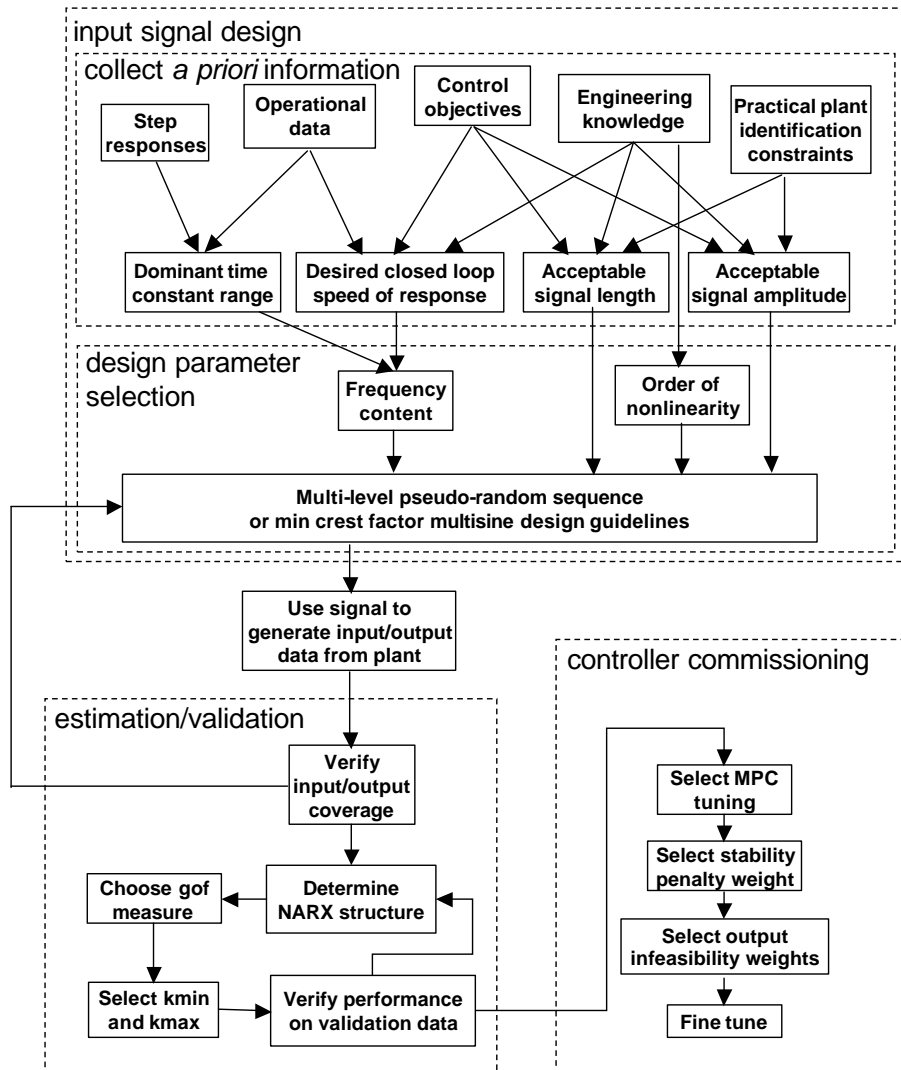 input signal design
collect a priori information
Step
responses
Operational
data
Control
objectives
Engineering
knowledge
Practical plant
identification
constraints
Dominant time
constant range
Desired closed loop
speed of response
Acceptable
signal length
Acceptable
signal amplitude
design parameter
selection
Frequency
content
Order of
nonlinearity
Multi-level pseudo-random sequence
or min crest factor multisine design guidelines
Use signal to
generate input/output
data from plant
estimation/validation
Verify
input/output
coverage
Determine
NARX structure
Choose gof
measure
Select kmin
and kmax
Verify performance
on validation data
controller commissioning
Select MPC
tuning
Select stability
penalty weight
Select output
infeasibility weights
Fine tune